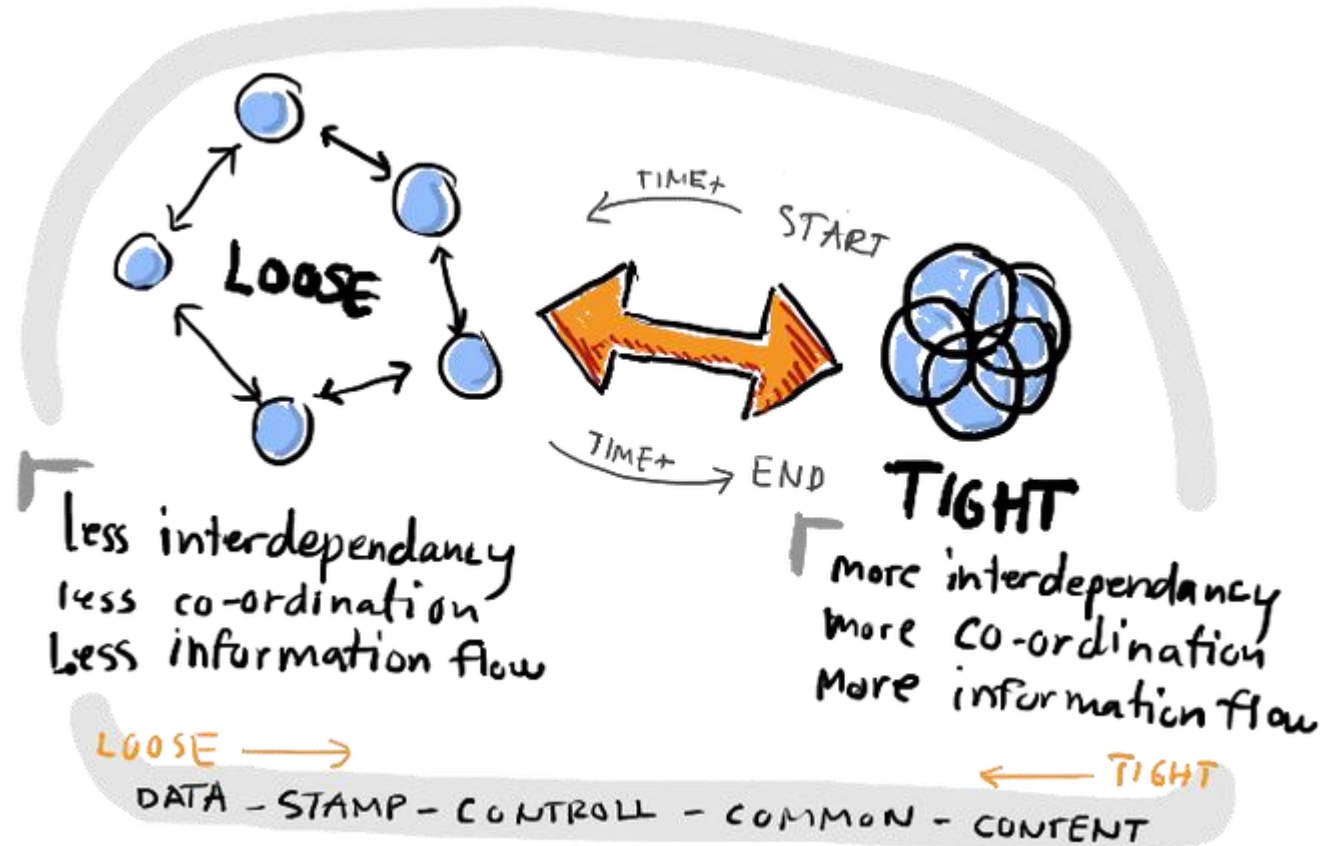 TIME+
START
LOOSE
TIME+
END
TIGHT
less interdependancy
less co-ordination
Less information flow
more interdependancy
more co-ordination
More information flow
LOOSE
TIGHT
DATA - STAMP - CONTROLL - COMMON - CONTENT